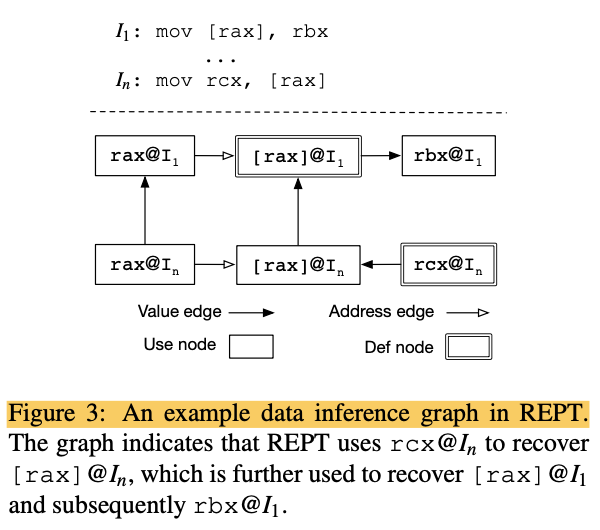 I1: mov [rax], rbx
...
In: mov rcx, [rax]
rax@I1 [rax]@I1 rbx@I1
rax@In [rax]@In rcx@In
Value edge Address edge
Use node Def node
Figure 3: An example data inference graph in REPT.
The graph indicates that REPT uses rcx@In to recover
[rax]@In, which is further used to recover [rax]@I1
and subsequently rbx@I1.